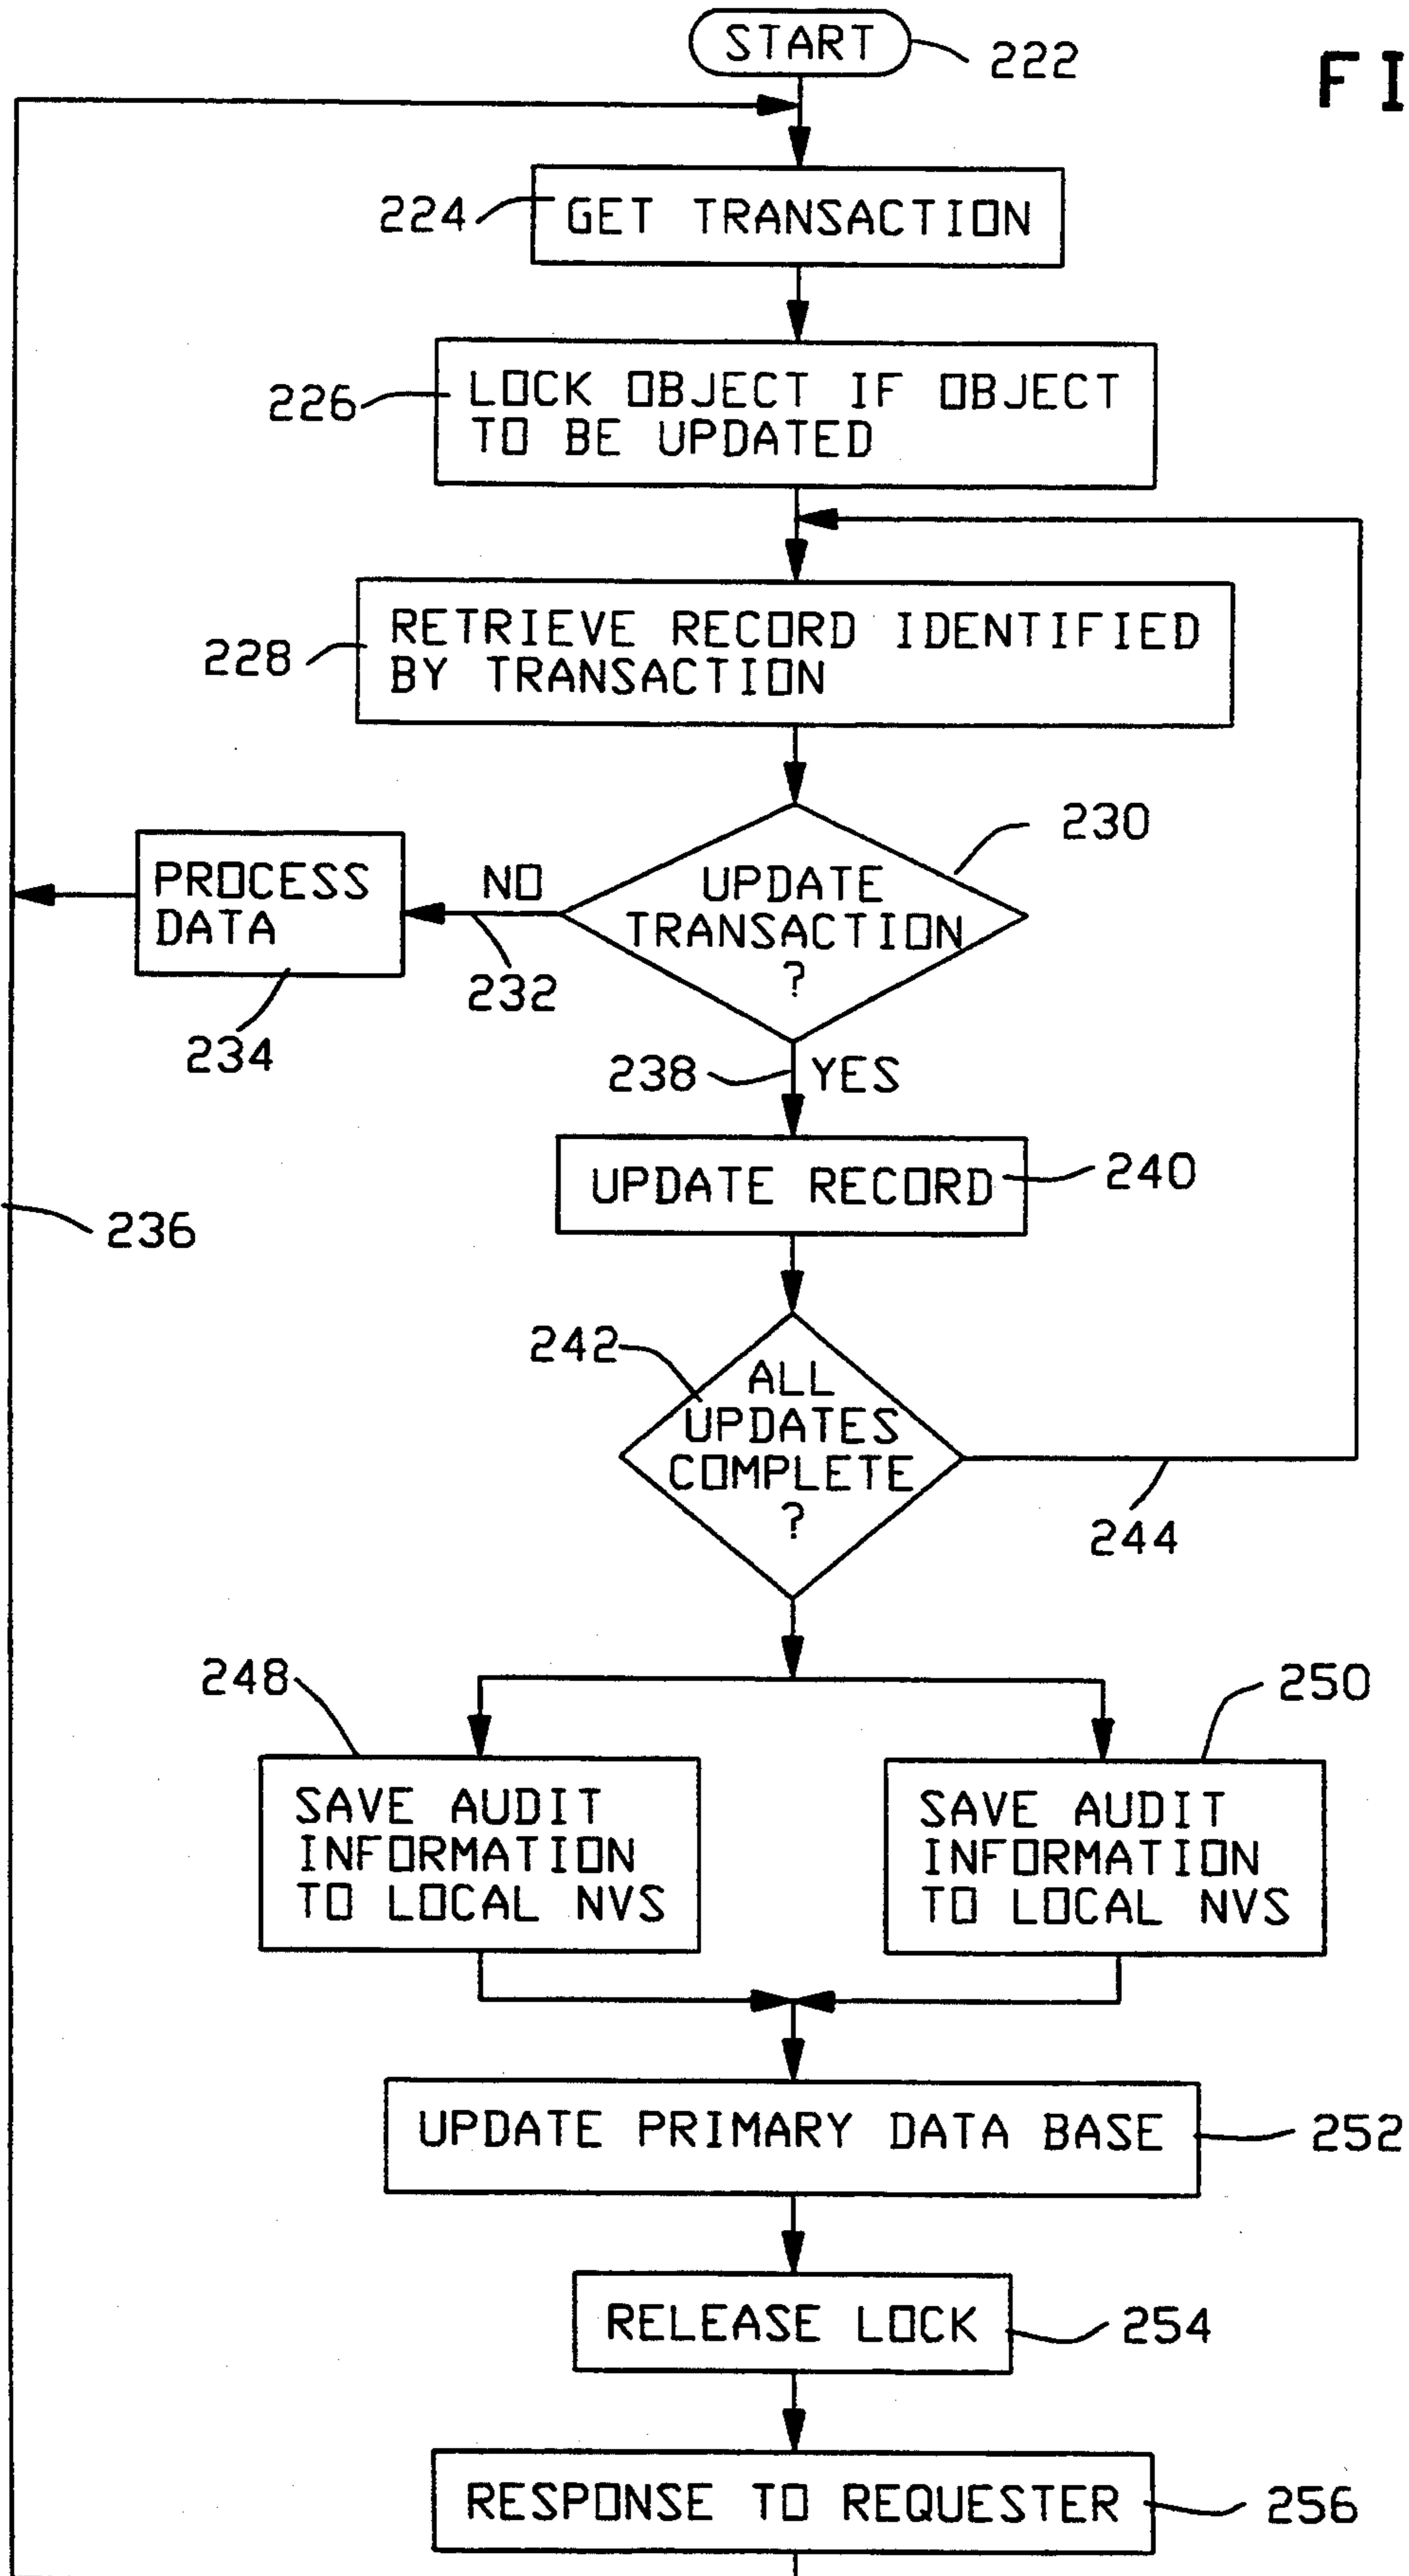 START
222
FI
224
GET TRANSACTION
226
LOCK OBJECT IF OBJECT
TO BE UPDATED
228
RETRIEVE RECORD IDENTIFIED
BY TRANSACTION
230
PROCESS
DATA
NO
UPDATE
TRANSACTION
?
232
234
238
YES
UPDATE RECORD
240
236
242
ALL
UPDATES
COMPLETE
?
244
248
250
SAVE AUDIT
INFORMATION
TO LOCAL NVS
SAVE AUDIT
INFORMATION
TO LOCAL NVS
UPDATE PRIMARY DATA BASE
252
RELEASE LOCK
254
RESPONSE TO REQUESTER
256